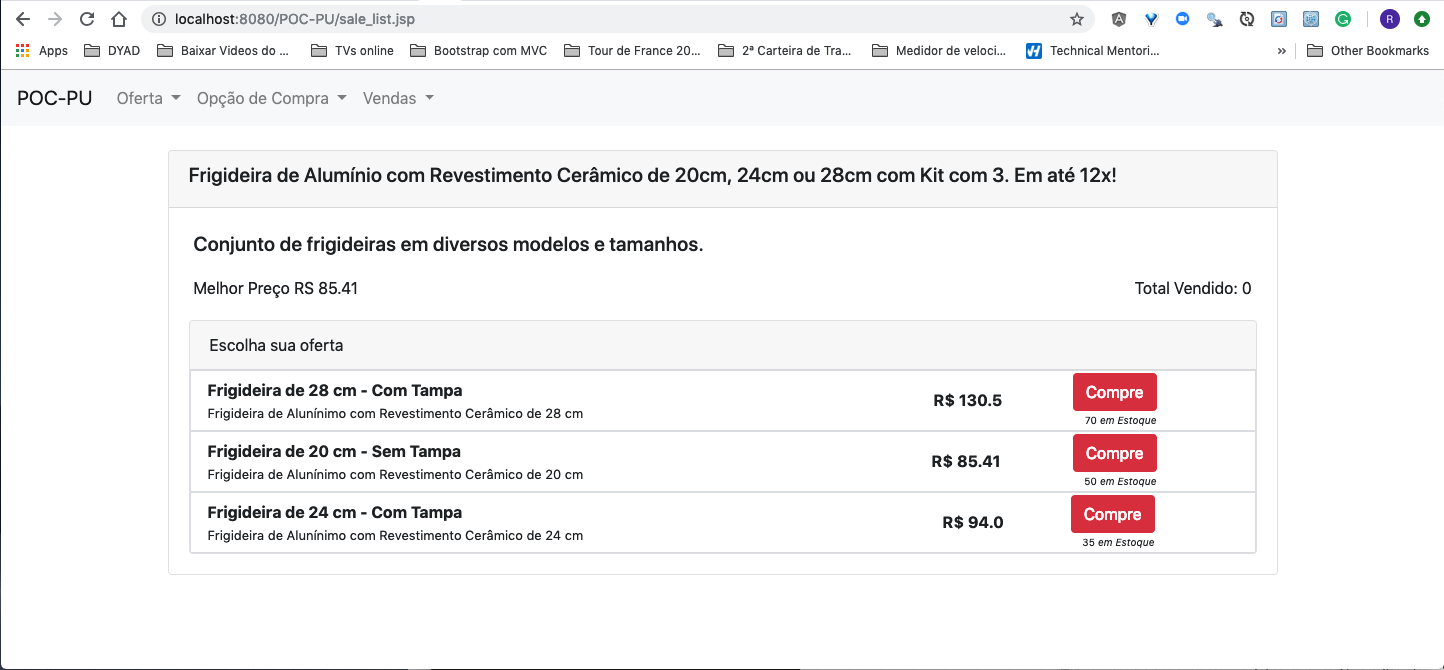 localhost:8080/POC-PU/sale_list.jsp
R
Apps DYAD Baixar Videos do ... TVs online Bootstrap com MVC Tour de France 20... 2ª Carteira de Tra... Medidor de veloci... Technical Mentori... » Other Bookmarks
POC-PU Oferta Opção de Compra Vendas
Frigideira de Alumínio com Revestimento Cerâmico de 20cm, 24cm ou 28cm com Kit com 3. Em até 12x!
Conjunto de frigideiras em diversos modelos e tamanhos.
Melhor Preço RS 85.41 Total Vendido: 0
Escolha sua oferta
Frigideira de 28 cm - Com Tampa
Frigideira de Alunínimo com Revestimento Cerâmico de 28 cm
R$ 130.5
Compre
70 em Estoque
Frigideira de 20 cm - Sem Tampa
Frigideira de Alunínimo com Revestimento Cerâmico de 20 cm
R$ 85.41
Compre
50 em Estoque
Frigideira de 24 cm - Com Tampa
Frigideira de Alunínimo com Revestimento Cerâmico de 24 cm
R$ 94.0
Compre
35 em Estoque